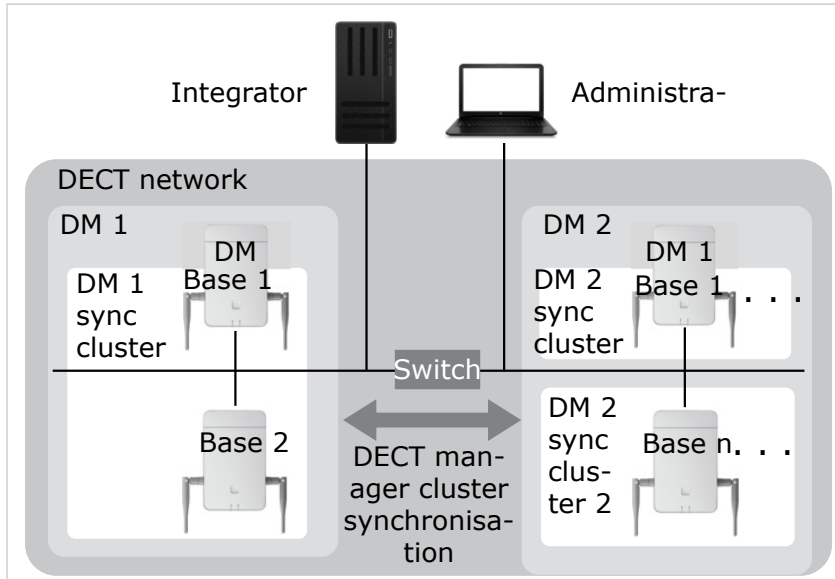 Integrator
Administra-
DECT network
DM 1
DM
Base 1
DM 1
sync
cluster
DM 2
DM 1
Base 1
. . .
DM 2
sync
cluster
Switch
Base 2
DECT man-
ager cluster
synchronisa-
tion
DM 2
sync
clus-
ter 2
Base n. . .